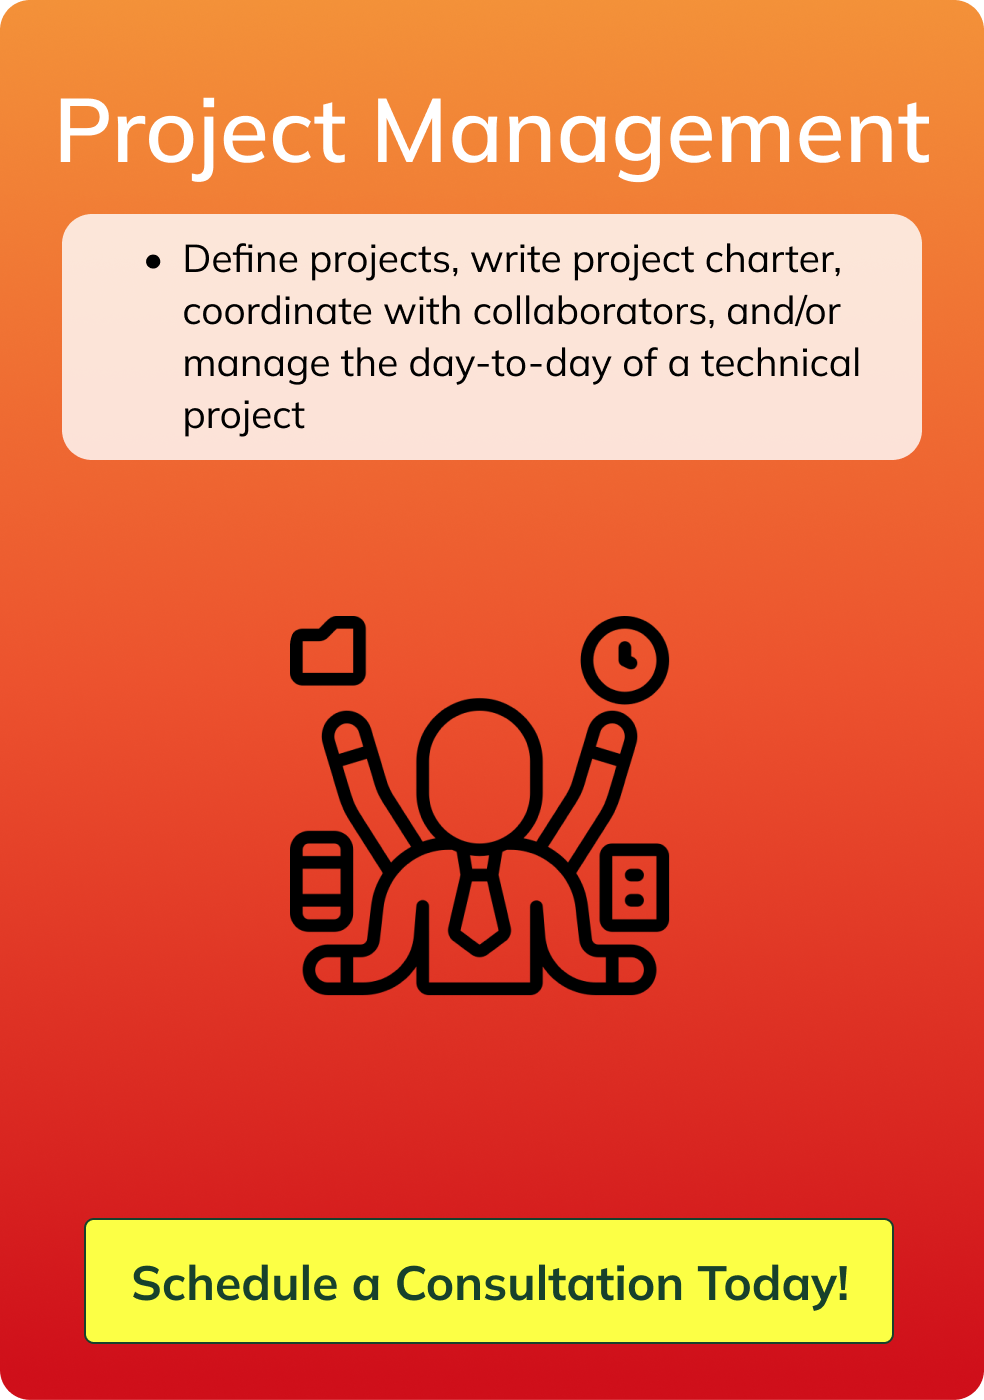 Project Management
• Define projects, write project charter,
coordinate with collaborators, and/or
manage the day-to-day of a technical
project
Schedule a Consultation Today!